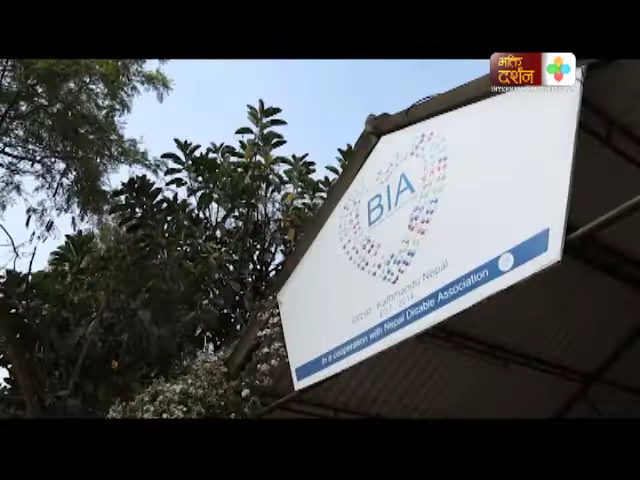 भक्ति
दर्शन
BIA
Jorpati, Kathmandu Nepal
EST. 2014
In a cooperation with Nepal Disable Association